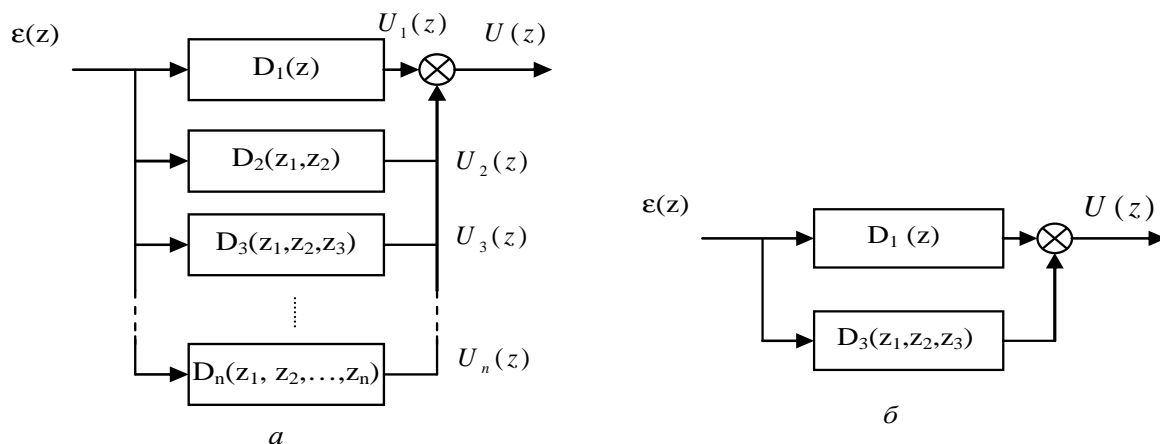 ε(z)
U₁(z)
U(z)
D₁(z)
D₂(z₁,z₂)
U₂(z)
D₃(z₁,z₂,z₃)
U₃(z)
Dₙ(z₁, z₂,…,zₙ)
Uₙ(z)
а
ε(z)
U(z)
D₁ (z)
D₃(z₁,z₂,z₃)
б